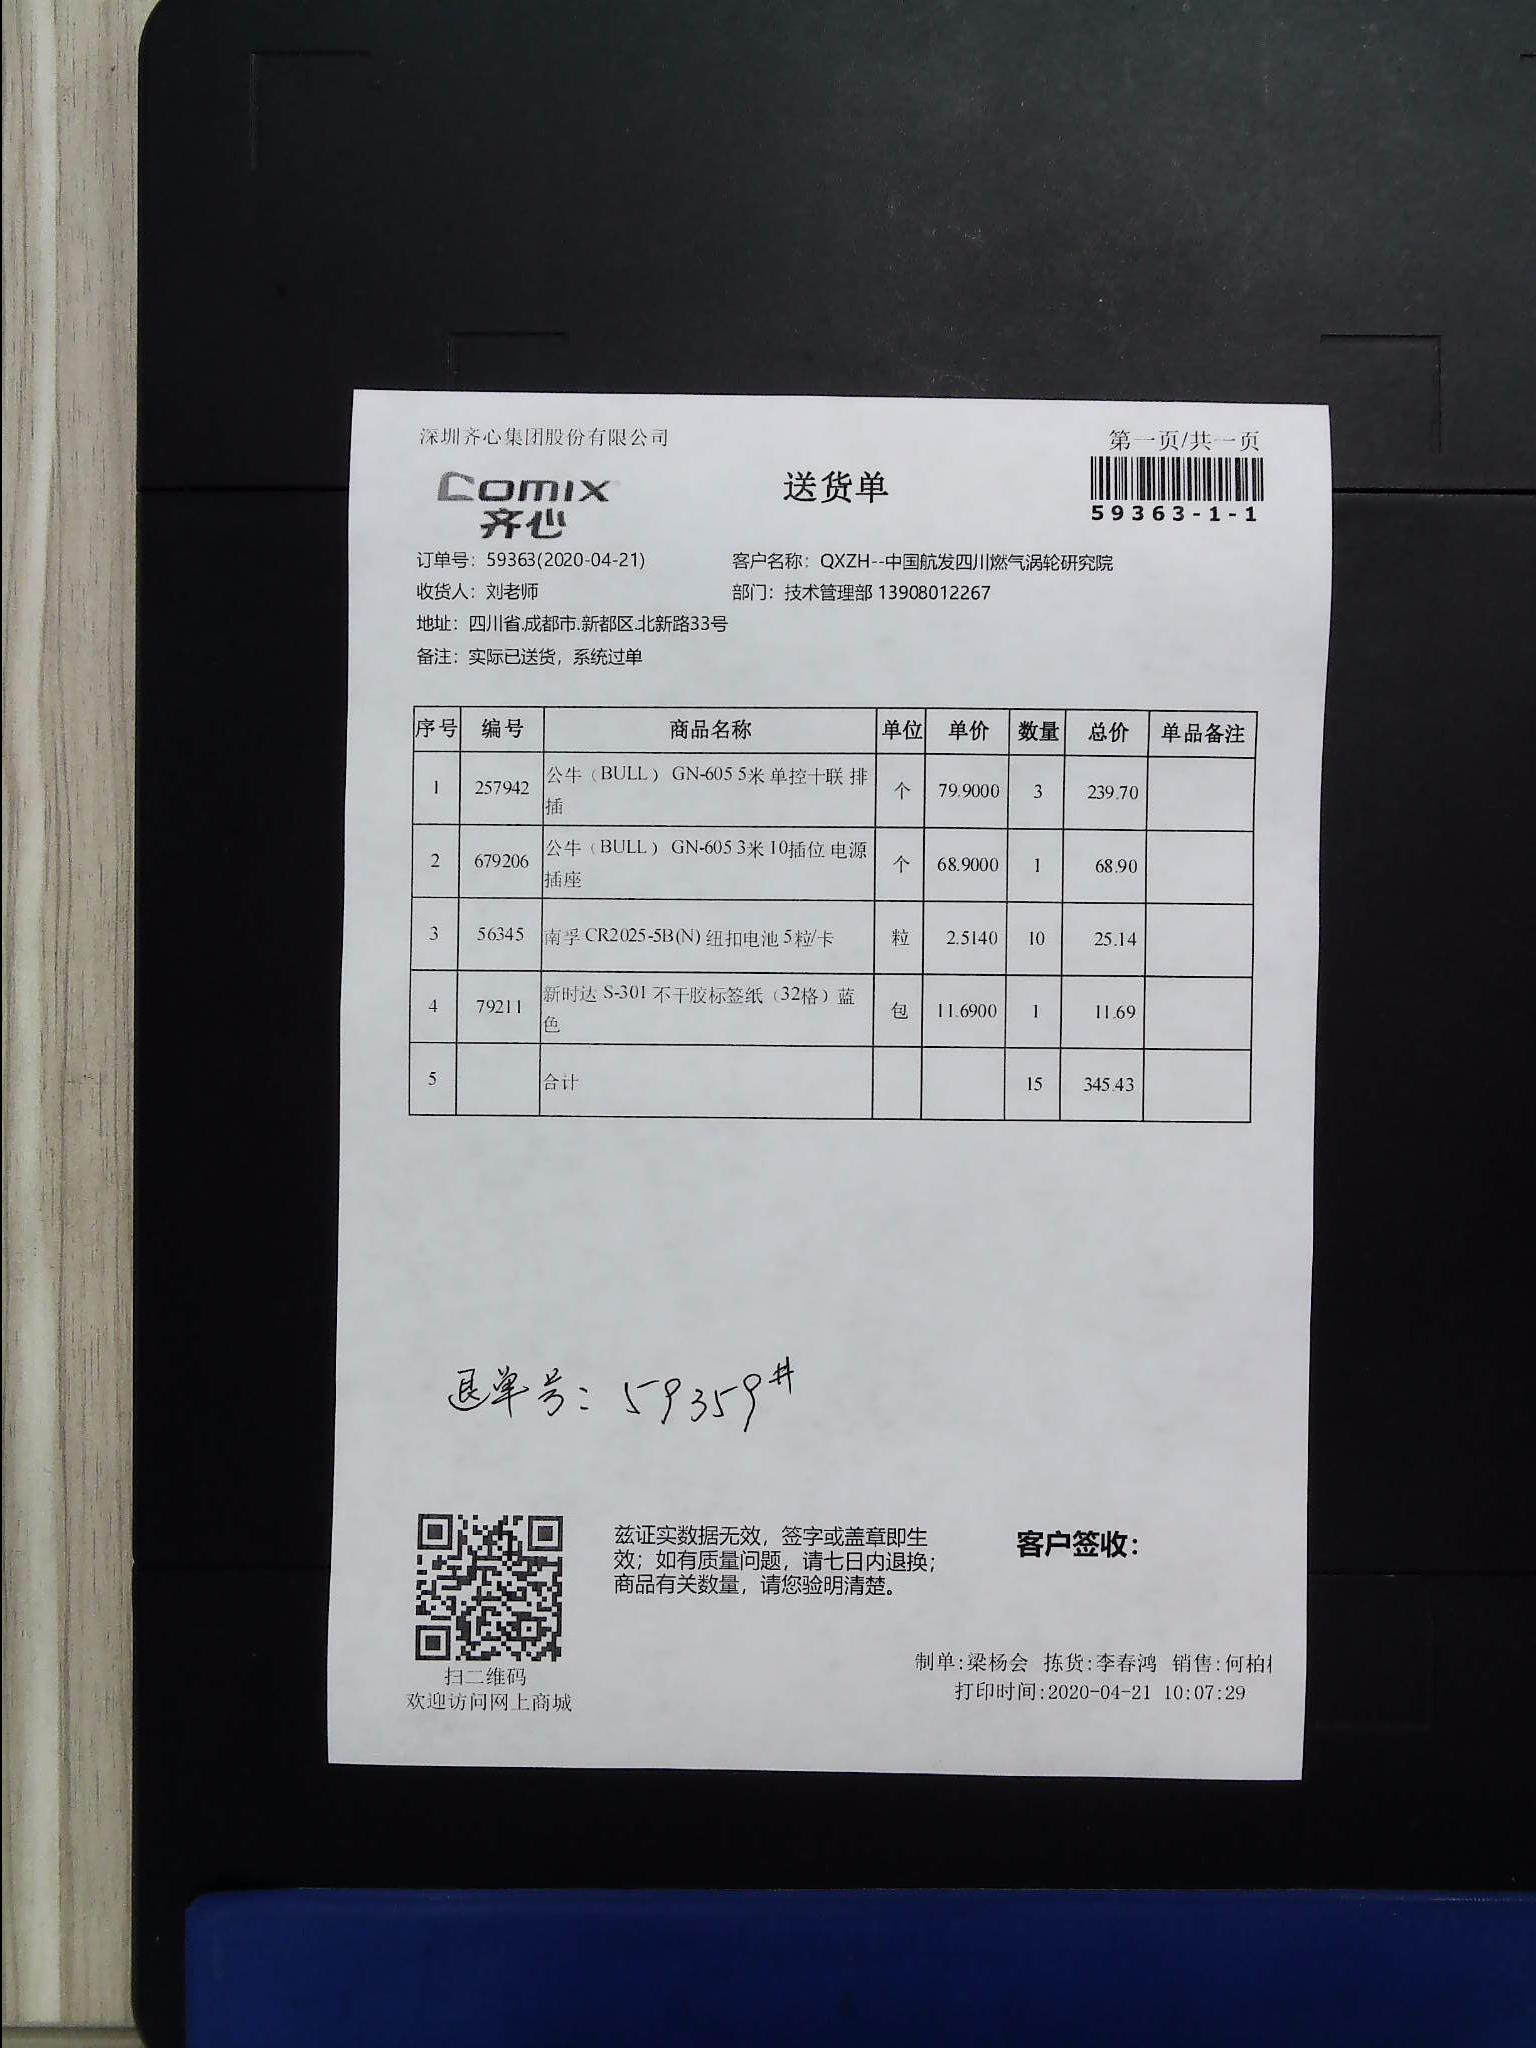 深圳齐心集团股份有限公司
第一页/共一页
Comix
齐心
送货单
59363-1-1
订单号：59363(2020-04-21)
客户名称：QXZH--中国航发四川燃气涡轮研究院
收货人：刘老师
部门：技术管理部 13908012267
地址：四川省.成都市.新都区.北新路33号
备注：实际已送货，系统过单
序号 编号 商品名称 单位 单价 数量 总价 单品备注
1 257942 公牛（BULL） GN-605 5米 单控十联 排插 个 79.9000 3 239.70
2 679206 公牛（BULL） GN-605 3米 10插位 电源插座 个 68.9000 1 68.90
3 56345 南孚 CR2025-5B(N) 纽扣电池 5粒/卡 粒 2.5140 10 25.14
4 79211 新时达 S-301 不干胶标签纸（32格）蓝色 包 11.6900 1 11.69
5 合计 15 345.43
退单号：59359#
兹证实数据无效，签字或盖章即生
效；如有质量问题，请七日内退换；
商品有关数量，请您验明清楚。
客户签收：
扫二维码
欢迎访问网上商城
制单:梁杨会 拣货:李春鸿 销售:何柏
打印时间:2020-04-21 10:07:29